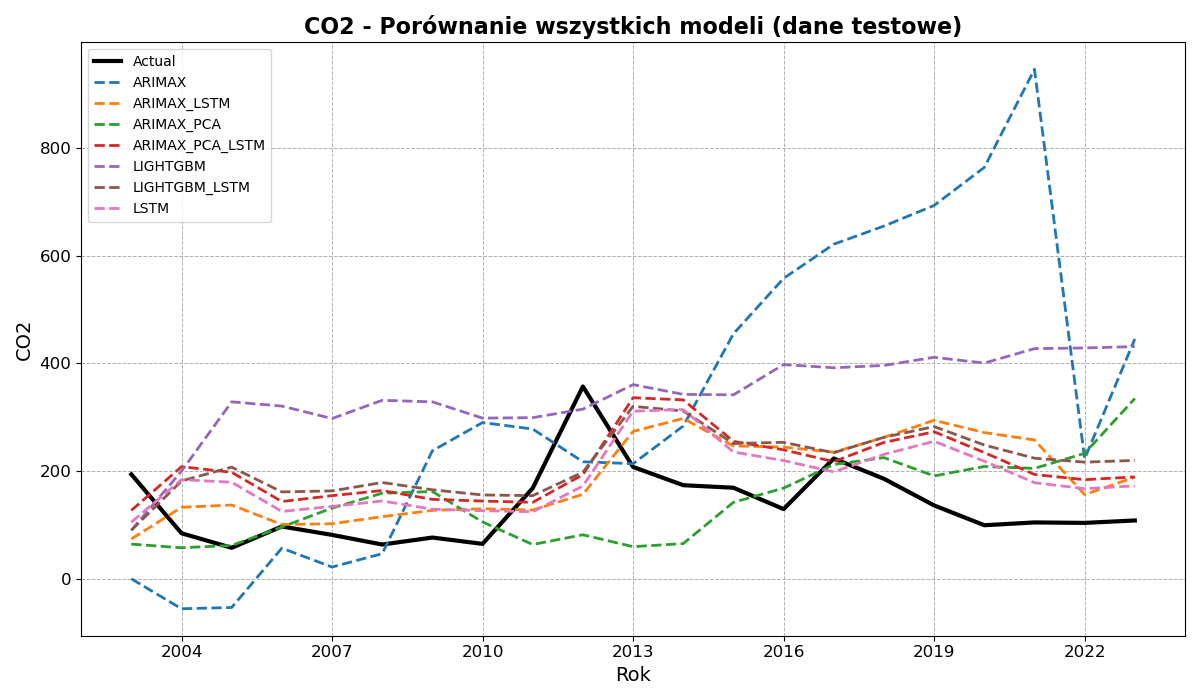 CO2 - Porównanie wszystkich modeli (dane testowe)
Actual
ARIMAX
ARIMAX_LSTM
ARIMAX_PCA
ARIMAX_PCA_LSTM
LIGHTGBM
LIGHTGBM_LSTM
LSTM
CO2
800
600
400
200
0
2004 2007 2010 2013 2016 2019 2022
Rok